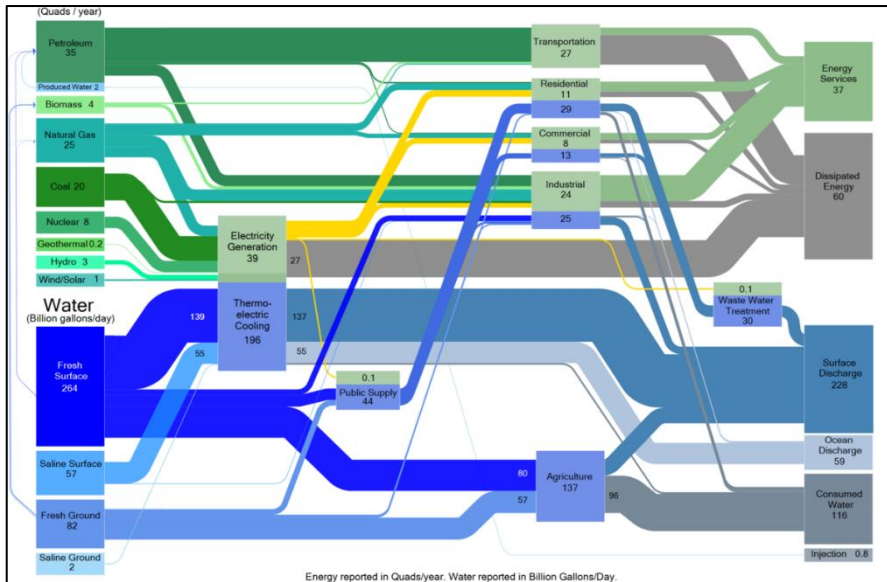 (Quads / year)
Petroleum
35
Produced Water 2
Biomass 4
Natural Gas
25
Coal 20
Nuclear 8
Geothermal 0.2
Hydro 3
Wind/Solar 1
Water
(Billion gallons/day)
Fresh
Surface
264
Saline Surface
57
Fresh Ground
82
Saline Ground
2
Electricity
Generation
39
27
Thermo-
electric
Cooling
196
139
55
137
55
0.1
Public Supply
44
Transportation
27
Residential
11
29
Commercial
8
13
Industrial
24
25
80
57
Agriculture
137
96
0.1
Waste Water
Treatment
30
Energy
Services
37
Dissipated
Energy
60
Surface
Discharge
228
Ocean
Discharge
59
Consumed
Water
116
Injection 0.8
Energy reported in Quads/year. Water reported in Billion Gallons/Day.